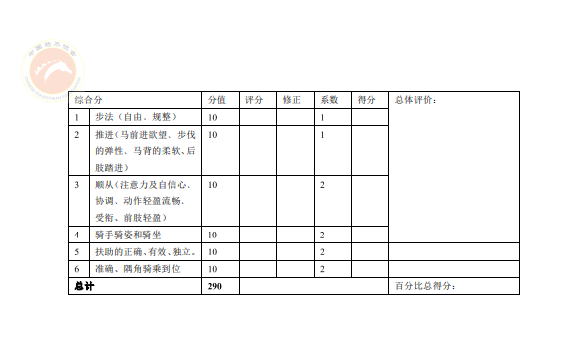 综合分 分值 评分 修正 系数 得分 总体评价:
1 步法(自由、规整) 10 1
2 推进(马前进欲望、步伐 10 1
的弹性、马背的柔软、后
肢踏进)
3 顺从(注意力及自信心、 10 2
协调、动作轻盈流畅、
受衔、前肢轻盈)
4 骑手骑姿和骑坐 10 2
5 扶助的正确、有效、独立。 10 2
6 准确、隅角骑乘到位 10 2
总计 290 百分比总得分: